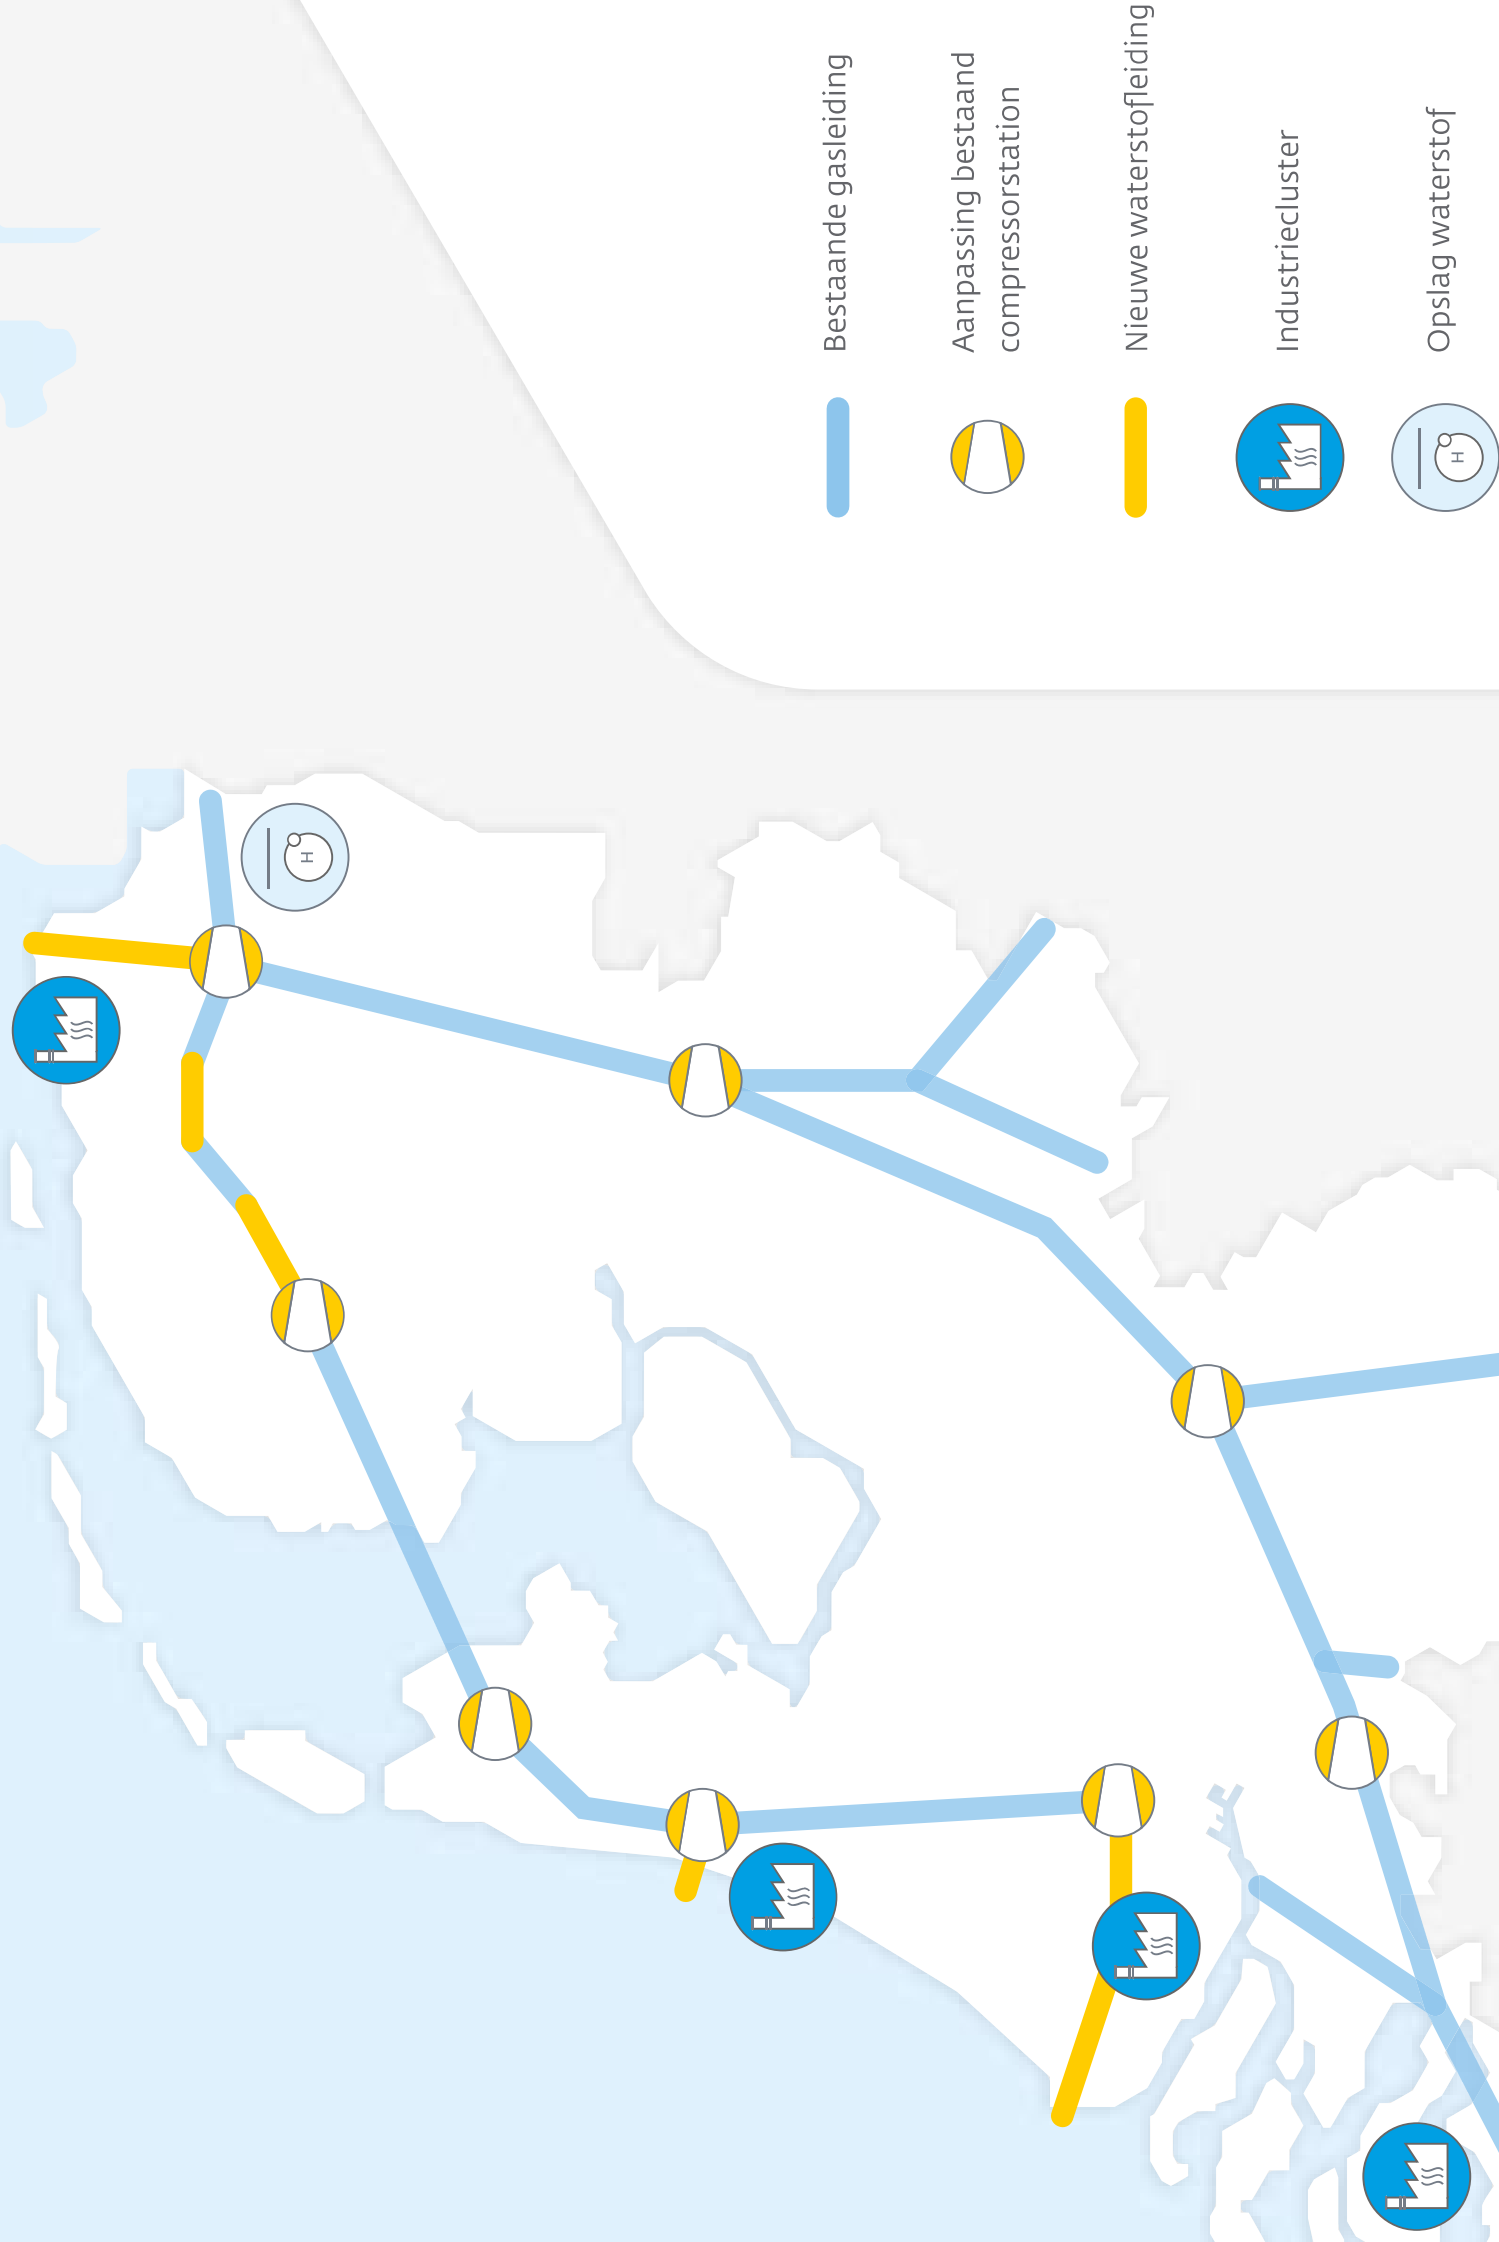 Bestaande gasleiding
Aanpassing bestaand
compressorstation
Nieuwe waterstofleiding
Industriecluster
Opslag waterstof
H
H